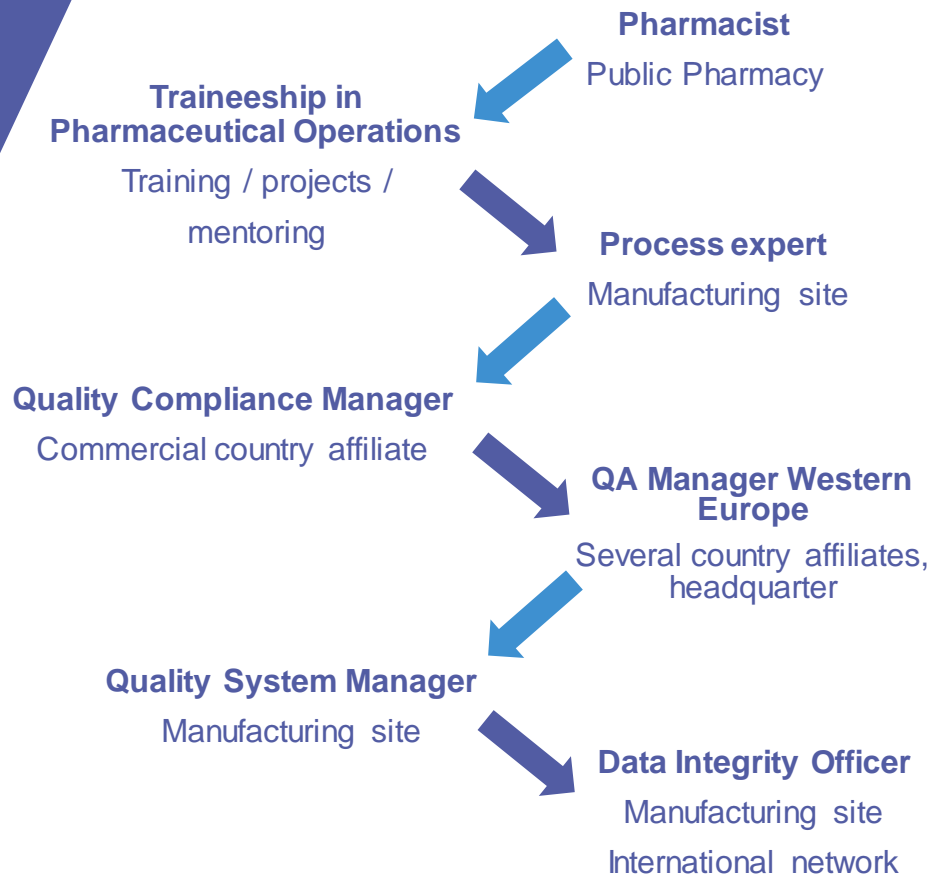 Pharmacist
Public Pharmacy
Traineeship in
Pharmaceutical Operations
Training / projects /
mentoring
Process expert
Manufacturing site
Quality Compliance Manager
Commercial country affiliate
QA Manager Western
Europe
Several country affiliates,
headquarter
Quality System Manager
Manufacturing site
Data Integrity Officer
Manufacturing site
International network